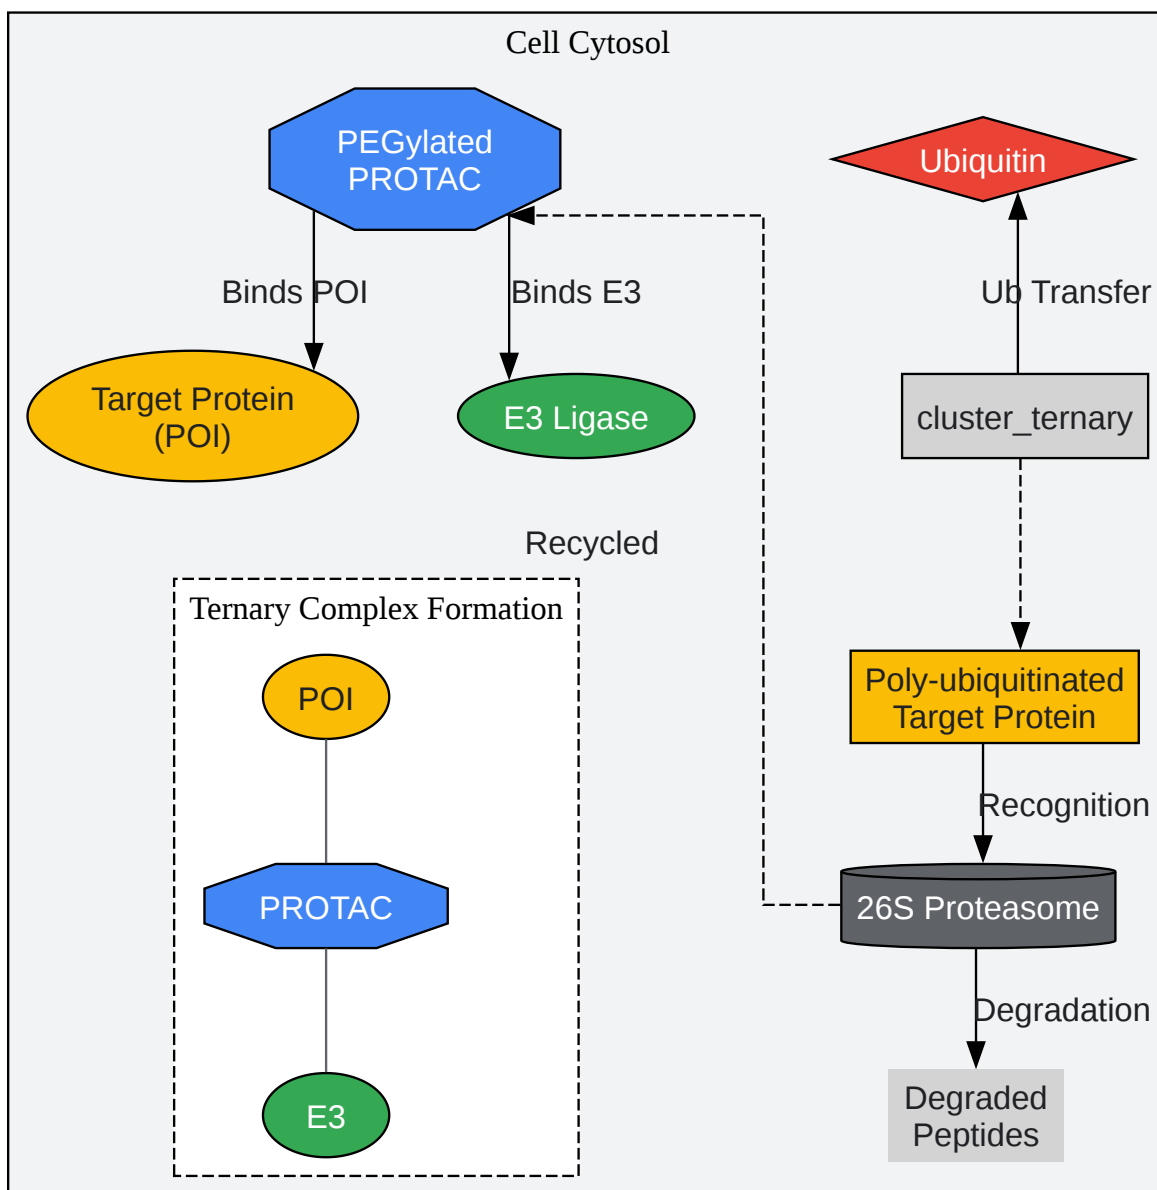 Cell Cytosol
PEGylated
PROTAC
Ubiquitin
Binds POI
Binds E3
Ub Transfer
Target Protein
(POI)
E3 Ligase
cluster_ternary
Recycled
Ternary Complex Formation
POI
Poly-ubiquitinated
Target Protein
Recognition
PROTAC
26S Proteasome
Degradation
E3
Degraded
Peptides